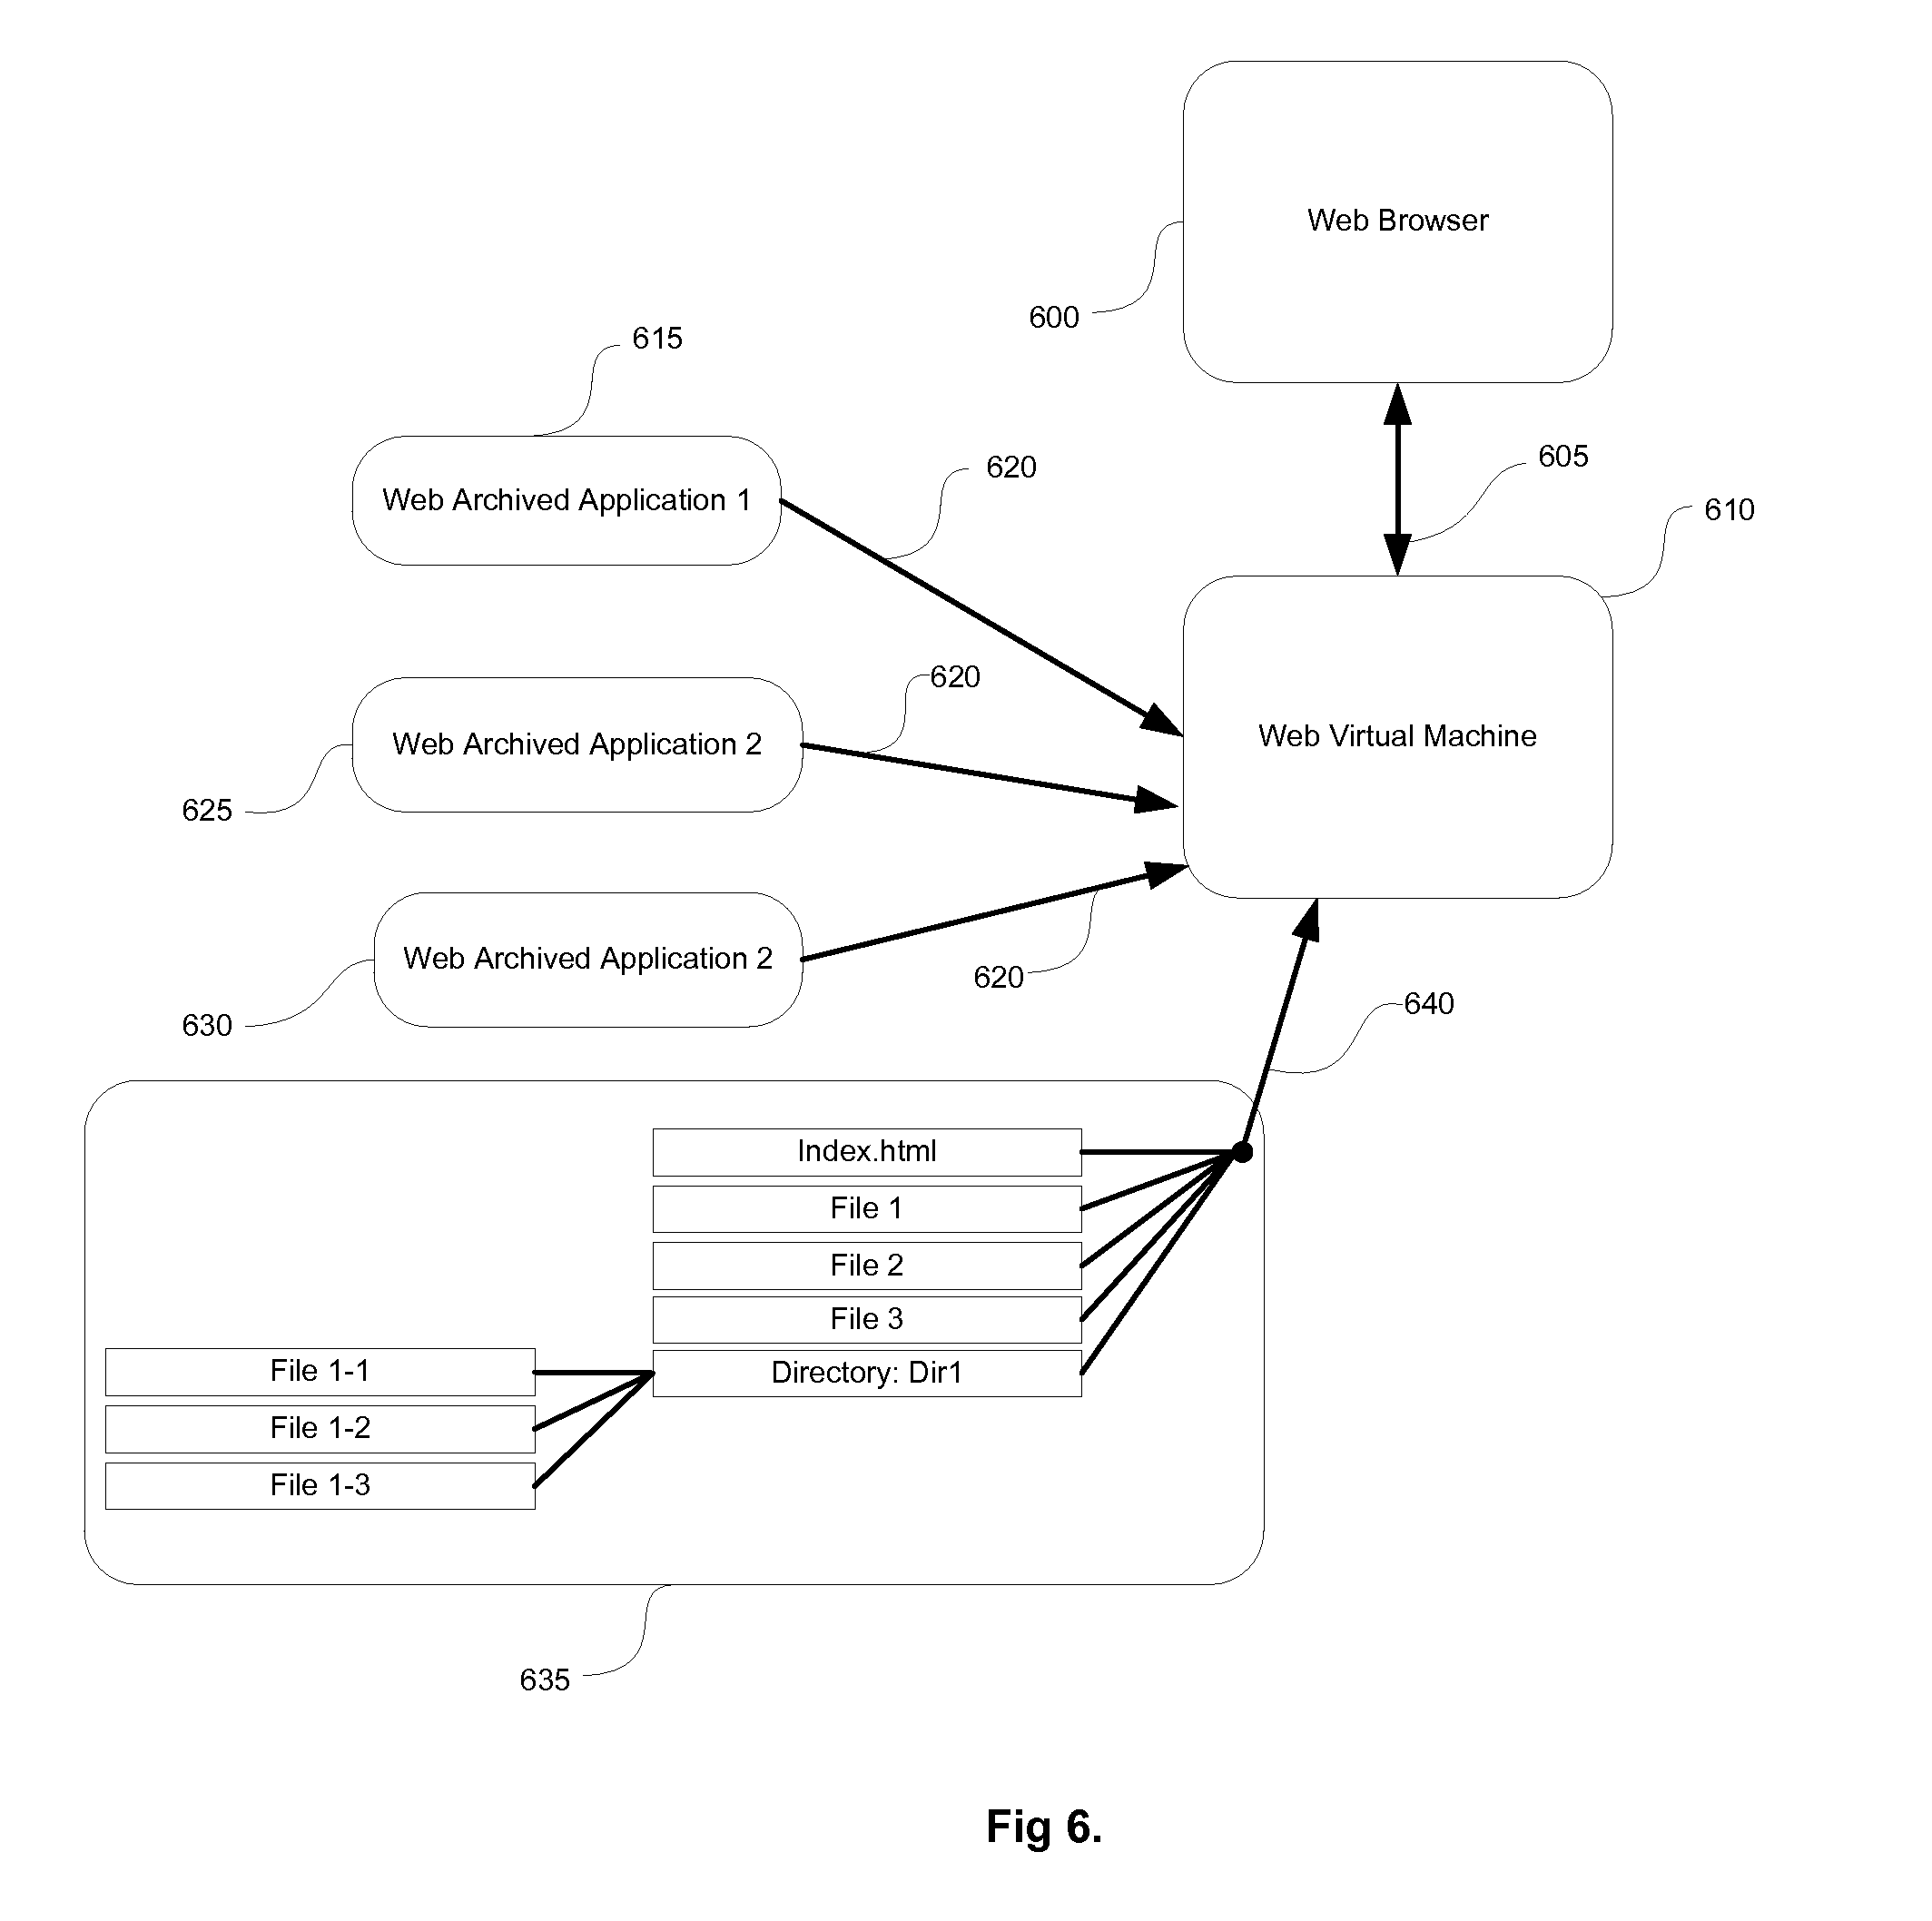 Web Browser
600
615
605
620
Web Archived Application 1
610
620
Web Virtual Machine
Web Archived Application 2
625
Web Archived Application 2
620
640
630
Index.html
File 1
File 2
File 3
Directory: Dir1
File 1-1
File 1-2
File 1-3
635
Fig 6.